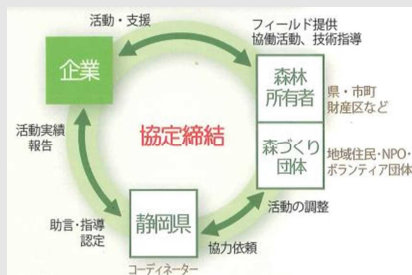 活動・支援
フィールド提供
協働活動、技術指導
企業
森林
所有者
県・市町
財産区など
協定締結
活動実績
報告
森づくり
団体
地域住民・NPO・
ボランティア団体
活動の調整
助言・指導
認定
静岡県
協力依頼
コーディネーター